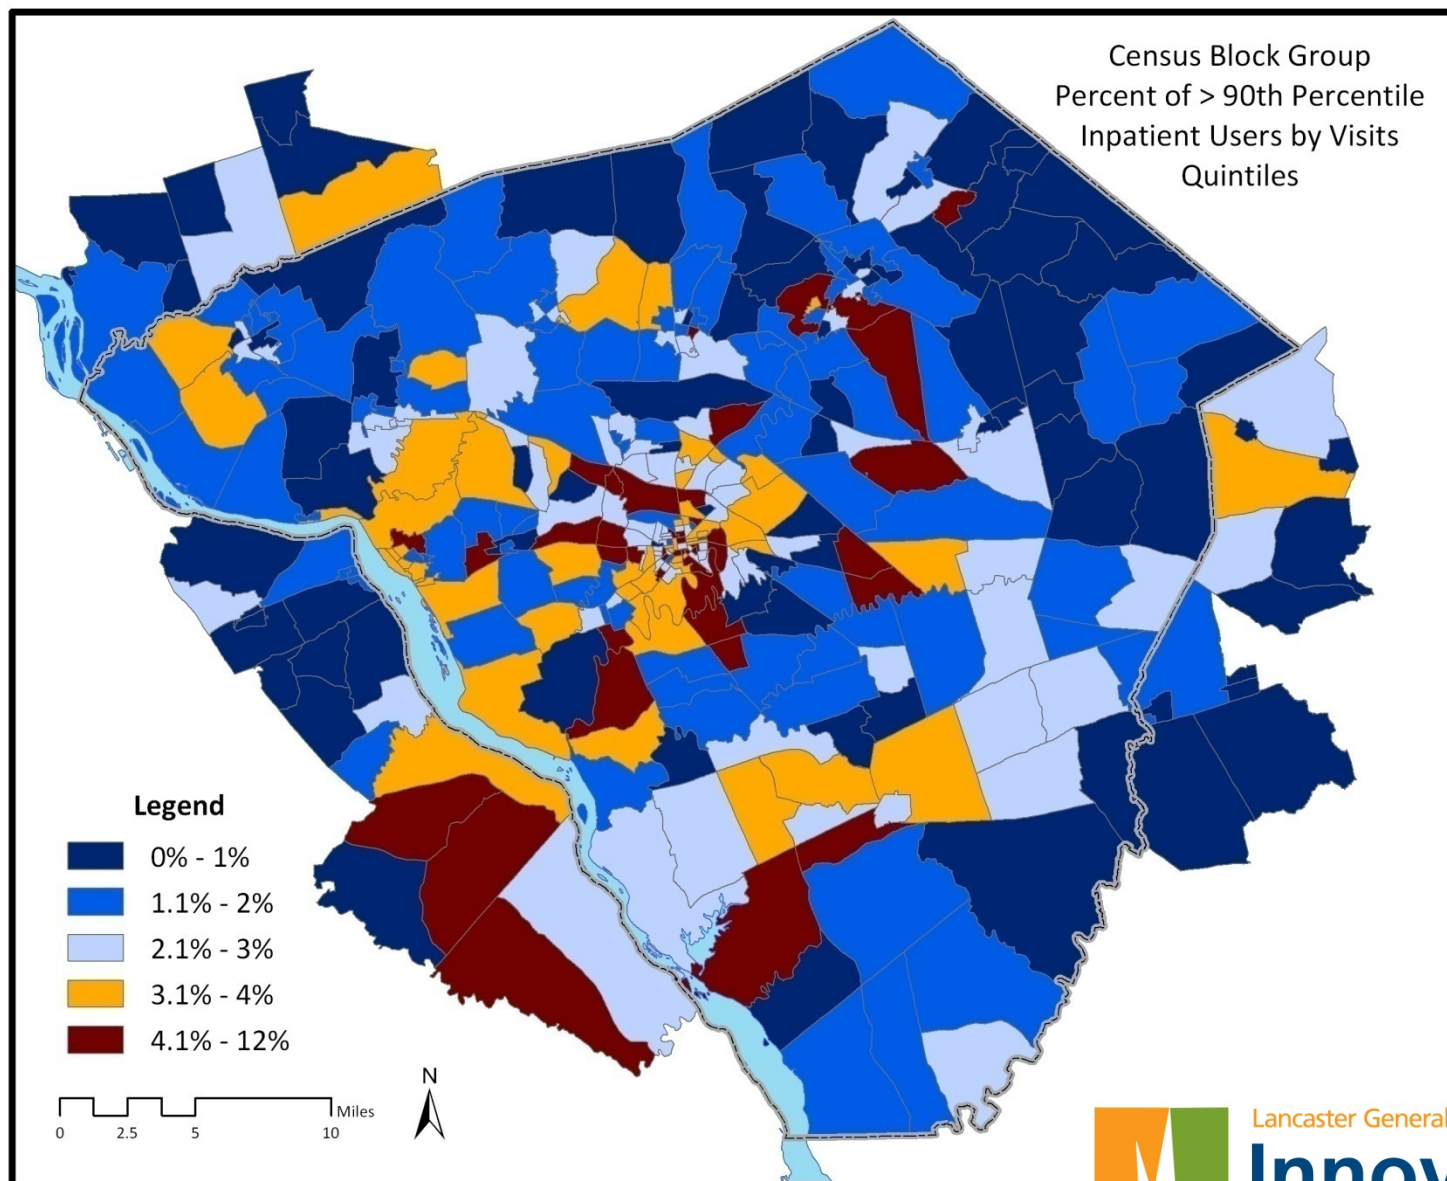 Census Block Group
Percent of > 90th Percentile
Inpatient Users by Visits
Quintiles
Legend
0% - 1%
1.1% - 2%
2.1% - 3%
3.1% - 4%
4.1% - 12%
N
Miles
0 2.5 5 10
Lancaster General
Innov